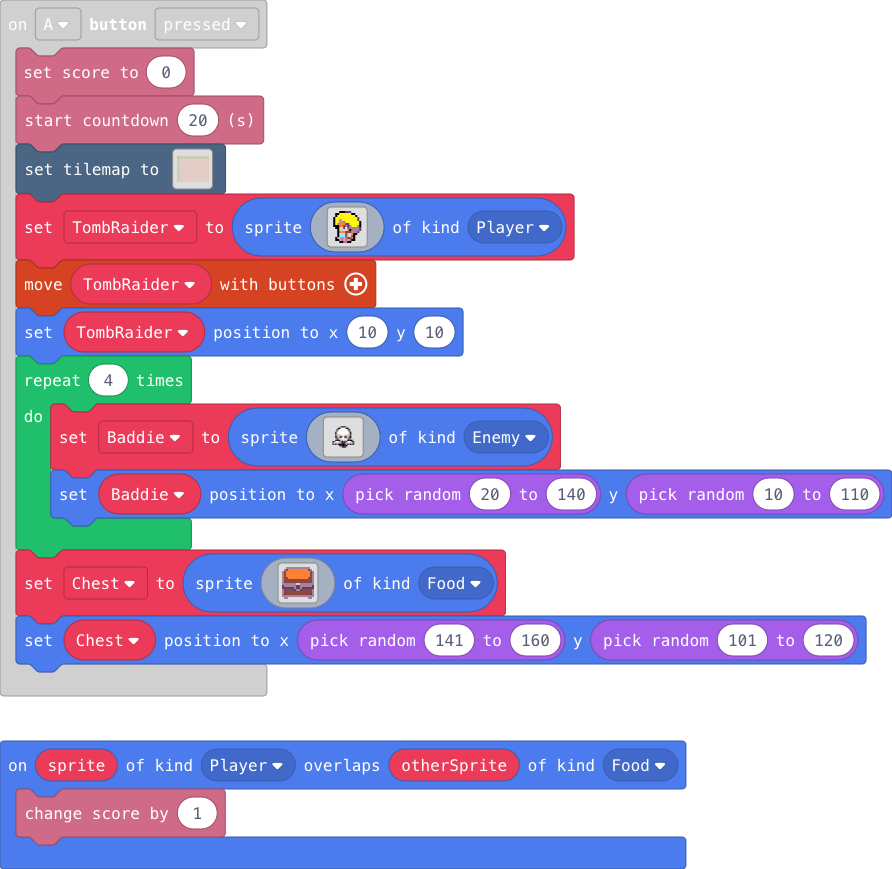 on A button pressed
set score to 0
start countdown 20 (s)
set tilemap to
set TombRaider to sprite of kind Player
move TombRaider with buttons
set TombRaider position to x 10 y 10
repeat 4 times
do
set Baddie to sprite of kind Enemy
set Baddie position to x pick random 20 to 140 y pick random 10 to 110
set Chest to sprite of kind Food
set Chest position to x pick random 141 to 160 y pick random 101 to 120
on sprite of kind Player overlaps otherSprite of kind Food
change score by 1